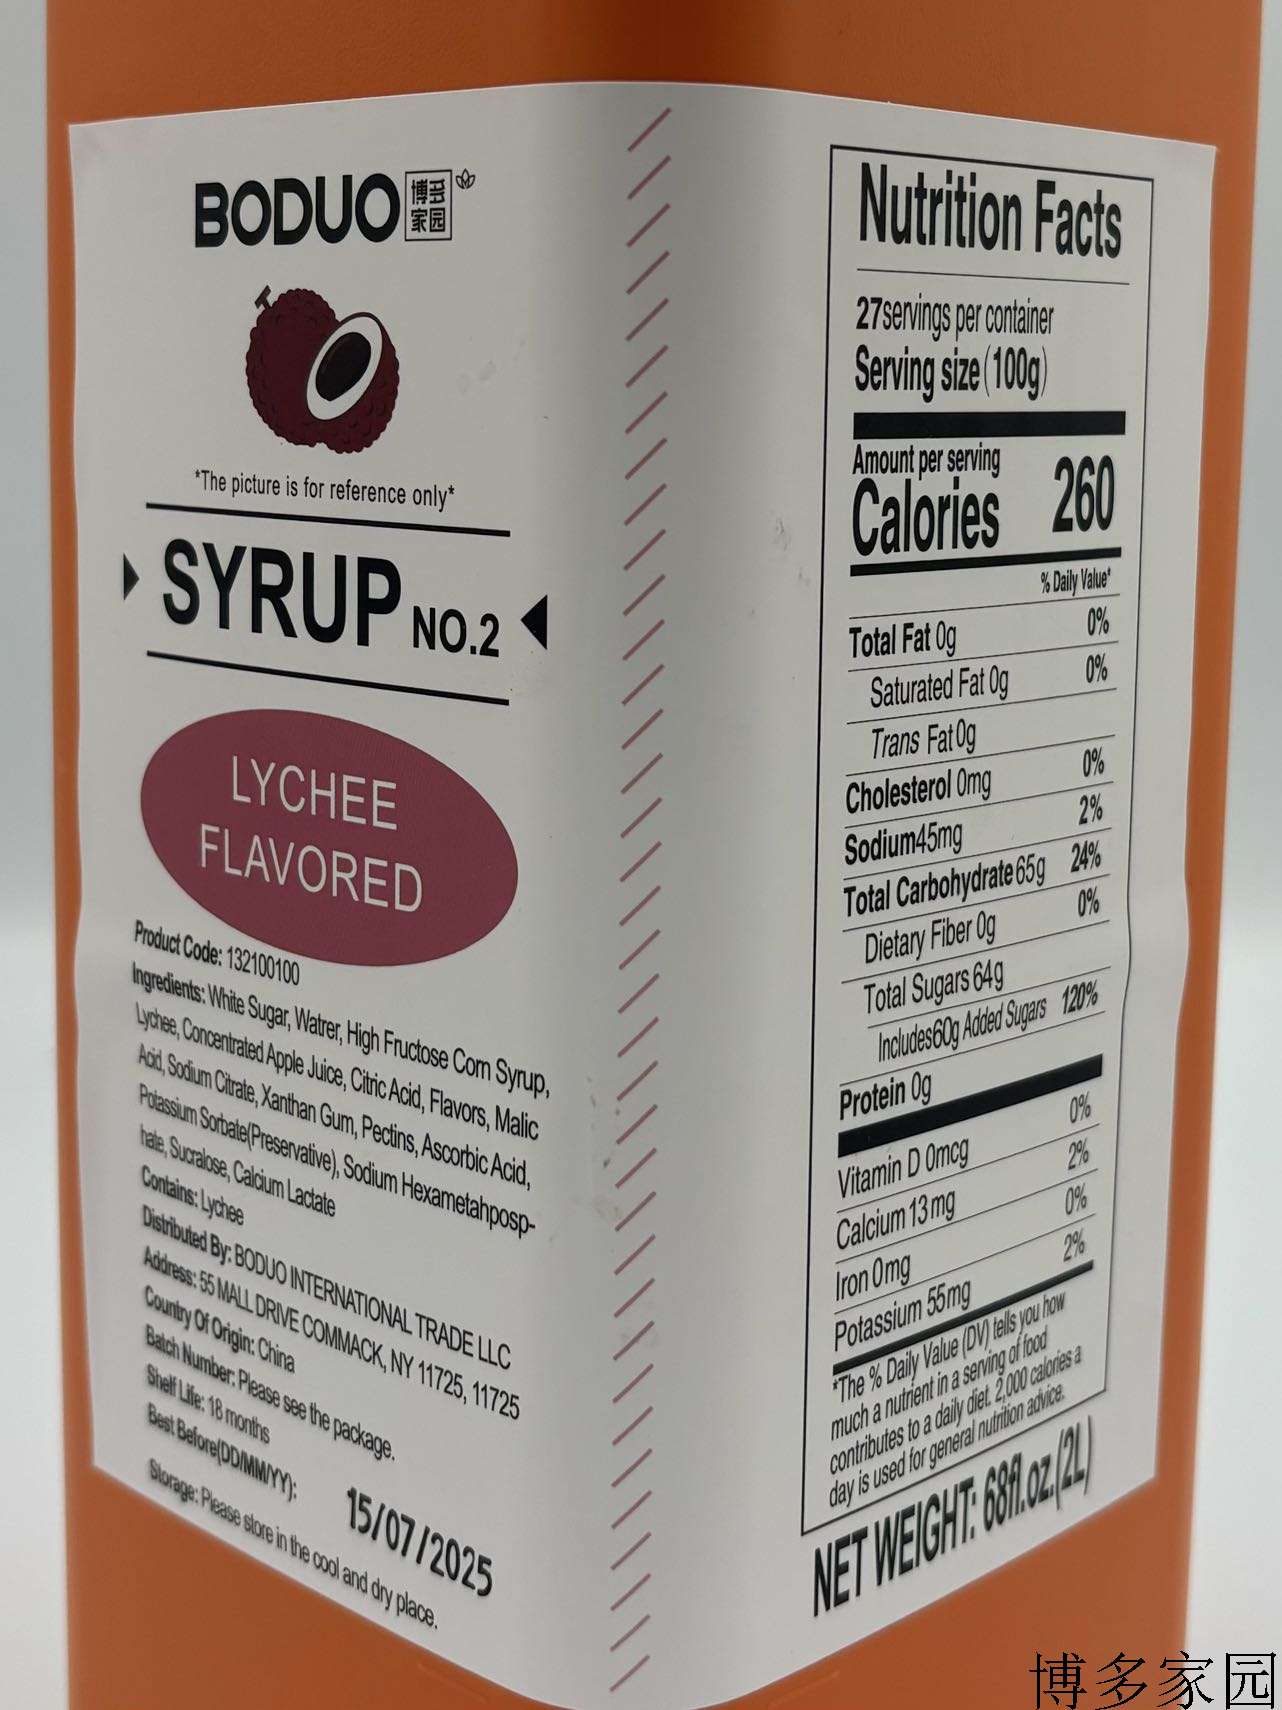 BODUO 博多家园
*The picture is for reference only*
SYRUP NO.2
LYCHEE
FLAVORED
Product Code: 132100100
Ingredients: White Sugar, Watrer, High Fructose Corn Syrup,
Lychee, Concentrated Apple Juice, Citric Acid, Flavors, Malic
Acid, Sodium Citrate, Xanthan Gum, Pectins, Ascorbic Acid,
Potassium Sorbate(Preservative), Sodium Hexametahposp-
hate, Sucralose, Calcium Lactate
Contains: Lychee
Distributed By: BODUO INTERNATIONAL TRADE LLC
Address: 55 MALL DRIVE COMMACK, NY 11725, 11725
Country Of Origin: China
Batch Number: Please see the package.
Shelf Life: 18 months
Best Before(DD/MM/YY):
15/07/2025
Storage: Please store in the cool and dry place.
Nutrition Facts
27servings per container
Serving size (100g)
Amount per serving
Calories 260
% Daily Value*
Total Fat 0g 0%
Saturated Fat 0g 0%
Trans Fat 0g
Cholesterol 0mg 0%
Sodium45mg 2%
Total Carbohydrate 65g 24%
Dietary Fiber 0g 0%
Total Sugars 64g
Includes60g Added Sugars 120%
Protein 0g
Vitamin D 0mcg 0%
Calcium 13 mg 2%
Iron 0mg 0%
Potassium 55mg 2%
*The % Daily Value (DV) tells you how
much a nutrient in a serving of food
contributes to a daily diet. 2,000 calories a
day is used for general nutrition advice.
NET WEIGHT: 68fl.oz.(2L)
博多家园